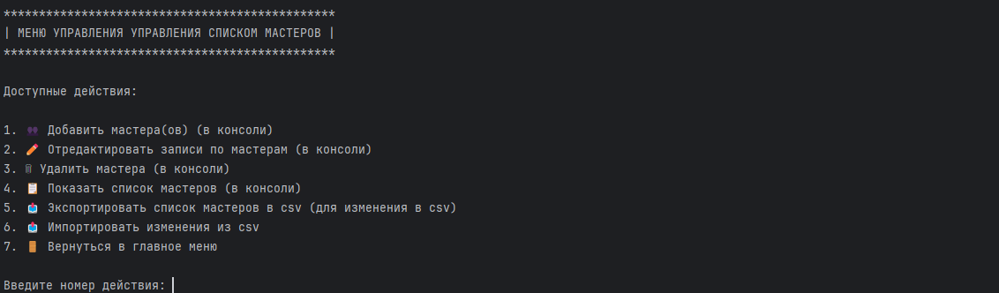 ***********************************************
| МЕНЮ УПРАВЛЕНИЯ УПРАВЛЕНИЯ СПИСКОМ МАСТЕРОВ |
***********************************************
Доступные действия:
1. 👥 Добавить мастера(ов) (в консоли)
2. ✏️ Отредактировать записи по мастерам (в консоли)
3. 🗑 Удалить мастера (в консоли)
4. 📋 Показать список мастеров (в консоли)
5. 📤 Экспортировать список мастеров в csv (для изменения в csv)
6. 📤 Импортировать изменения из csv
7. 🚪 Вернуться в главное меню
Введите номер действия: